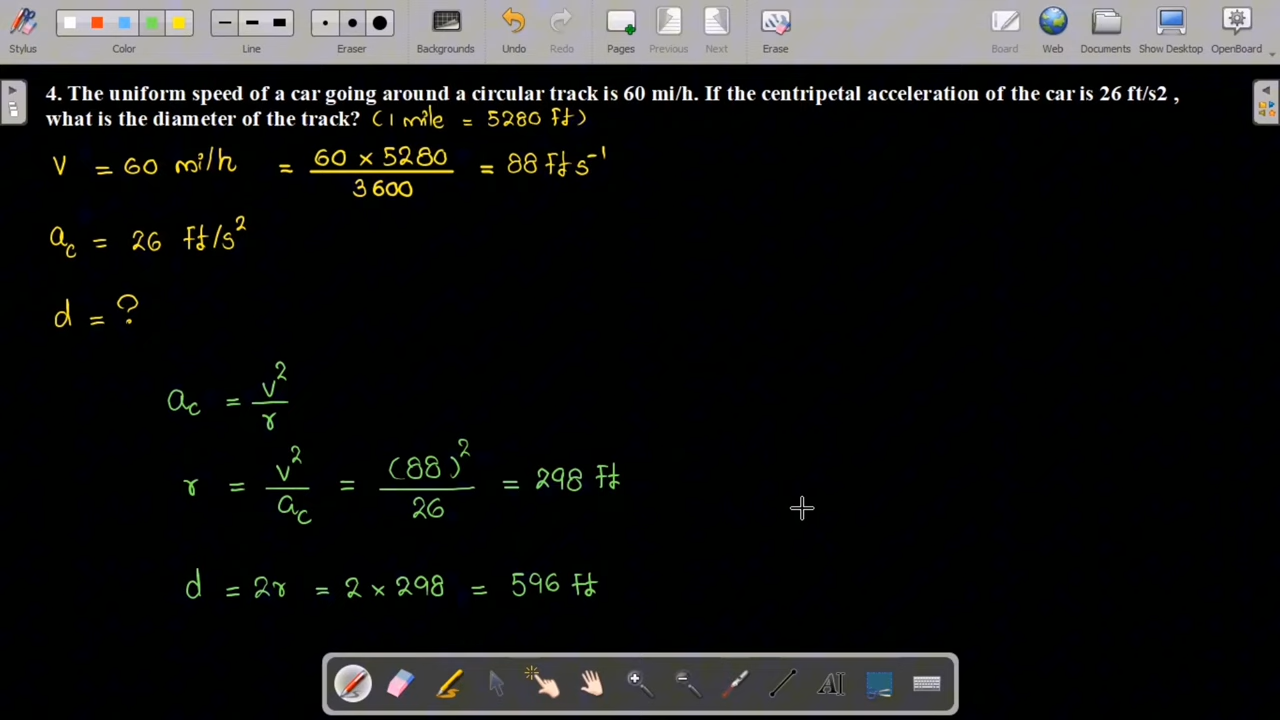 Stylus Color Line Eraser Backgrounds Undo Redo Pages Previous Next Erase Board Web Documents Show Desktop OpenBoard
4. The uniform speed of a car going around a circular track is 60 mi/h. If the centripetal acceleration of the car is 26 ft/s2 ,
what is the diameter of the track? (1 mile = 5280 ft)
V = 60 mi/h = 60 × 5280 / 3600 = 88 ft s⁻¹
a_c = 26 ft/s²
d = ?
a_c = v² / r
r = v² / a_c = (88)² / 26 = 298 ft
d = 2r = 2 × 298 = 596 ft